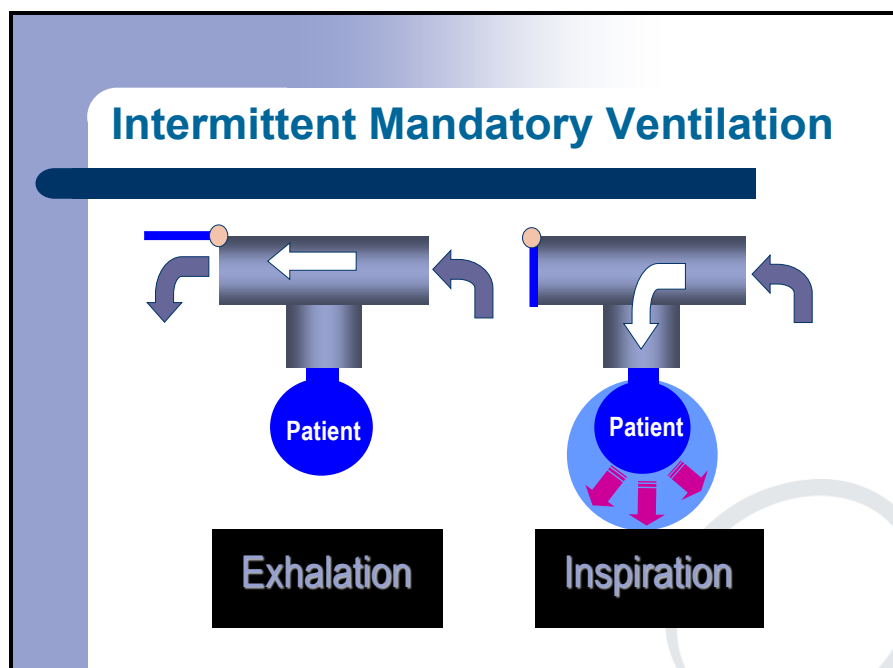 Intermittent Mandatory Ventilation
Patient
Patient
Exhalation
Inspiration